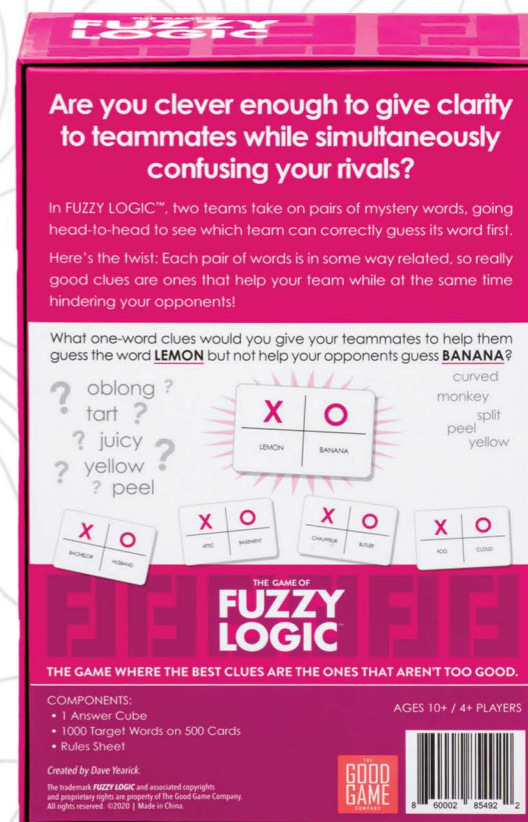 THE GAME OF
FUZZY
LOGIC
Are you clever enough to give clarity
to teammates while simultaneously
confusing your rivals?
In FUZZY LOGIC™, two teams take on pairs of mystery words, going
head-to-head to see which team can correctly guess its word first.
Here's the twist: Each pair of words is in some way related, so really
good clues are ones that help your team while at the same time
hindering your opponents!
What one-word clues would you give your teammates to help them
guess the word LEMON but not help your opponents guess BANANA?
? oblong ?
tart ?
? juicy ?
? yellow
? peel
X O
LEMON BANANA
curved
monkey
split
peel
yellow
X O
BACHELOR HUSBAND
X O
ATTIC BASEMENT
X O
CHAUFFEUR BUTLER
X O
FOG CLOUD
THE GAME OF
FUZZY
LOGIC™
THE GAME WHERE THE BEST CLUES ARE THE ONES THAT AREN'T TOO GOOD.
COMPONENTS:
• 1 Answer Cube
• 1000 Target Words on 500 Cards
• Rules Sheet
Created by Dave Yearick.
The trademark FUZZY LOGIC and associated copyrights
and proprietary rights are property of The Good Game Company.
All rights reserved. ©2020 | Made in China
THE
GOOD
GAME
COMPANY
AGES 10+ / 4+ PLAYERS
8 60002 85492 2